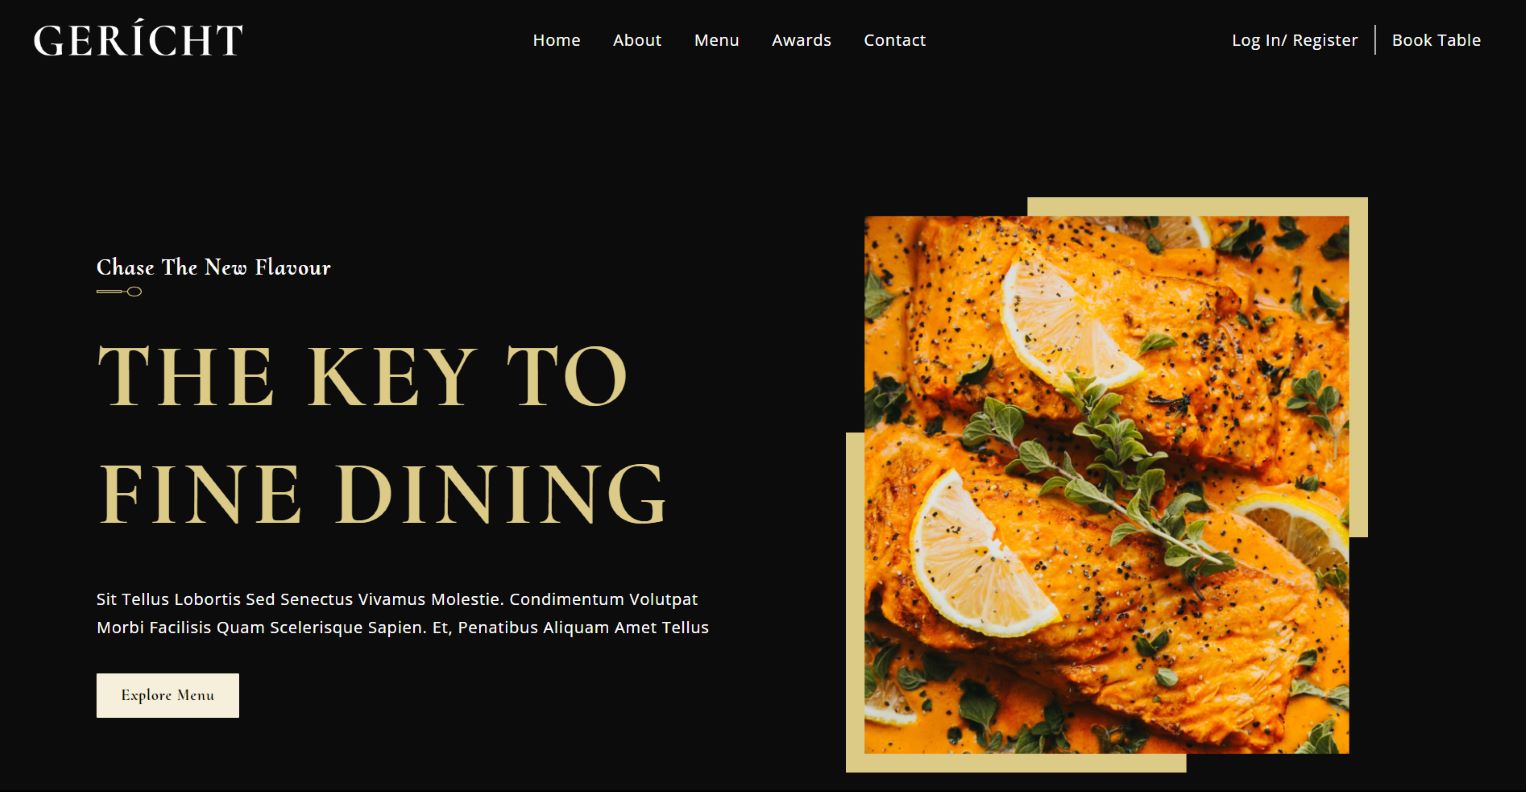 GERÍCHT
Home About Menu Awards Contact
Log In/ Register Book Table
Chase The New Flavour
THE KEY TO
FINE DINING
Sit Tellus Lobortis Sed Senectus Vivamus Molestie. Condimentum Volutpat
Morbi Facilisis Quam Scelerisque Sapien. Et, Penatibus Aliquam Amet Tellus
Explore Menu